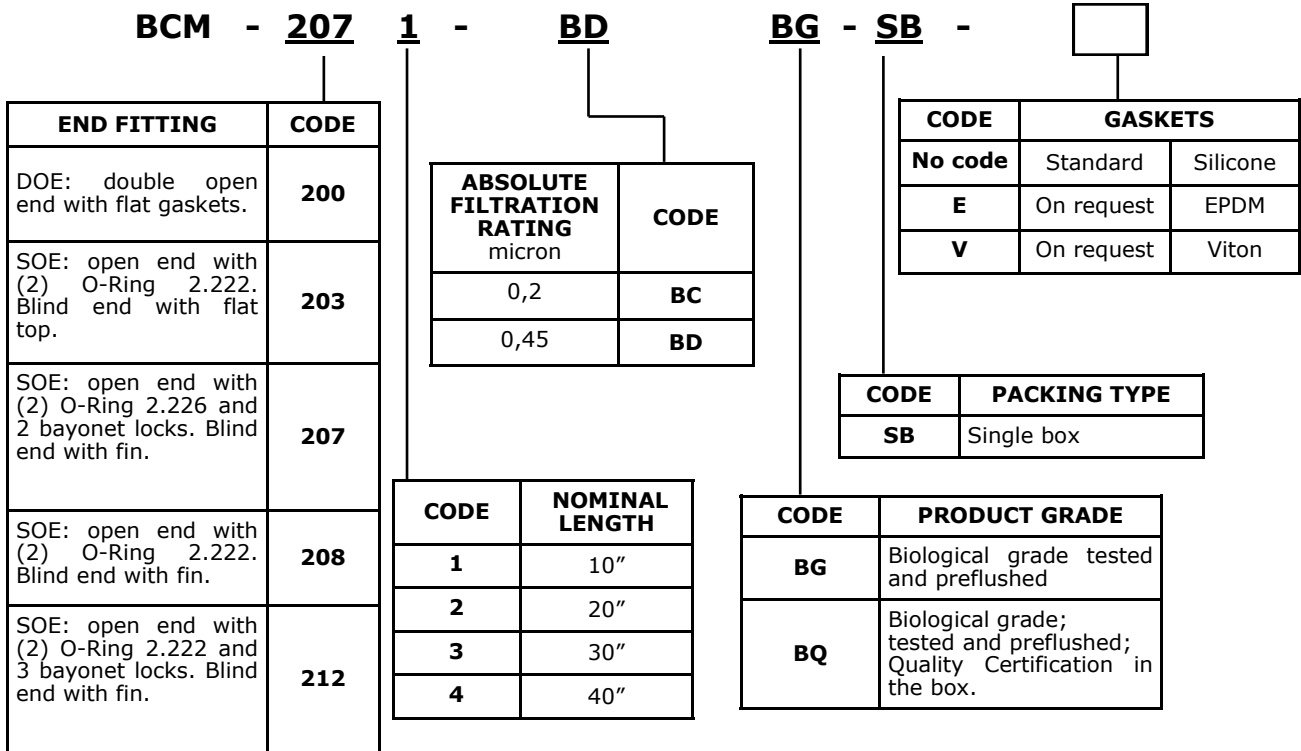 BCM - 207 1 - BD BG - SB -
END FITTING CODE
DOE: double open
end with flat gaskets.
200
SOE: open end with
(2) O-Ring 2.222.
Blind end with flat
top.
203
SOE: open end with
(2) O-Ring 2.226 and
2 bayonet locks. Blind
end with fin.
207
SOE: open end with
(2) O-Ring 2.222.
Blind end with fin.
208
SOE: open end with
(2) O-Ring 2.222 and
3 bayonet locks. Blind
end with fin.
212
ABSOLUTE
FILTRATION
RATING
micron
CODE
0,2 BC
0,45 BD
CODE NOMINAL
LENGTH
1 10″
2 20″
3 30″
4 40″
CODE GASKETS
No code Standard Silicone
E On request EPDM
V On request Viton
CODE PACKING TYPE
SB Single box
CODE PRODUCT GRADE
BG
Biological grade tested
and preflushed
BQ
Biological grade;
tested and preflushed;
Quality Certification in
the box.